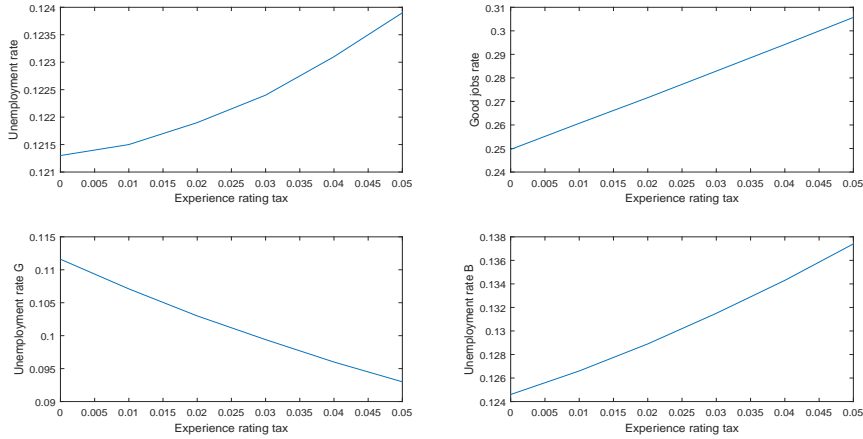 0.124
0.1235
0.123
0.1225
0.122
0.1215
0.121
Unemployment rate
0 0.005 0.01 0.015 0.02 0.025 0.03 0.035 0.04 0.045 0.05
Experience rating tax
0.3
0.29
0.28
0.27
0.26
0.25
0.24
Good jobs rate
0 0.005 0.01 0.015 0.02 0.025 0.03 0.035 0.04 0.045 0.05
Experience rating tax
0.115
0.11
0.105
0.1
0.095
0.09
Unemployment rate G
0 0.005 0.01 0.015 0.02 0.025 0.03 0.035 0.04 0.045 0.05
Experience rating tax
0.138
0.136
0.134
0.132
0.13
0.128
0.126
0.124
Unemployment rate B
0 0.005 0.01 0.015 0.02 0.025 0.03 0.035 0.04 0.045 0.05
Experience rating tax